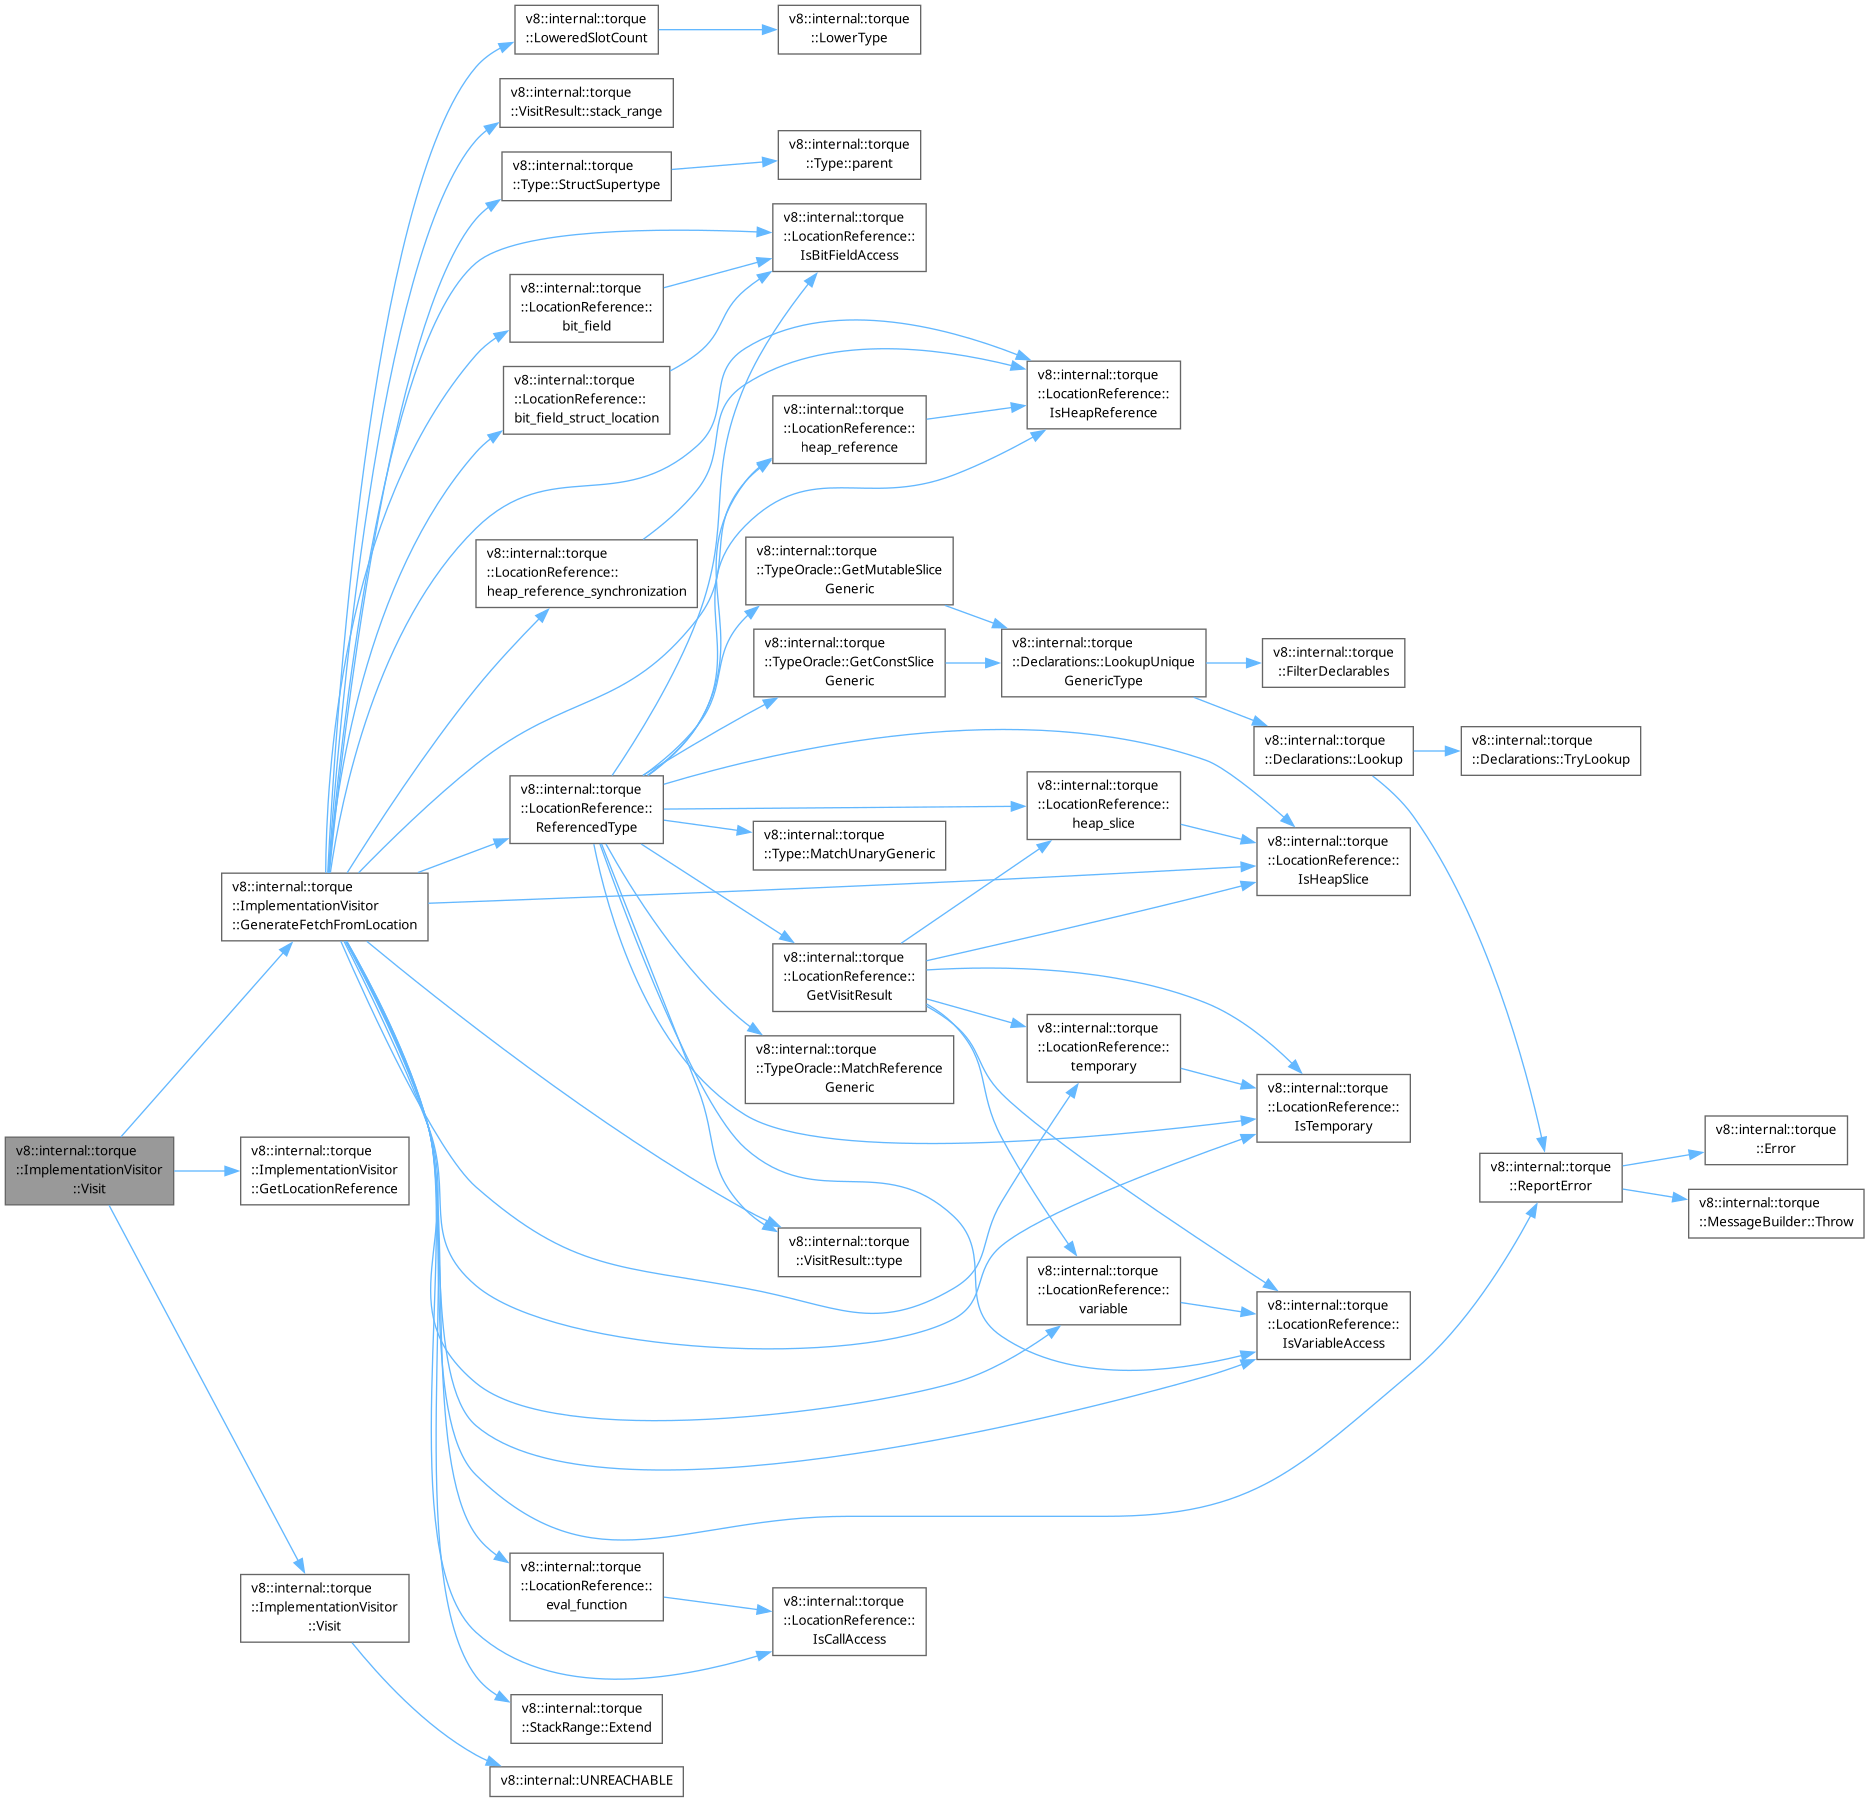 v8::internal::torque
::LoweredSlotCount
v8::internal::torque
::LowerType
v8::internal::torque
::VisitResult::stack_range
v8::internal::torque
::Type::StructSupertype
v8::internal::torque
::Type::parent
v8::internal::torque
::LocationReference::
IsBitFieldAccess
v8::internal::torque
::LocationReference::
bit_field
v8::internal::torque
::LocationReference::
bit_field_struct_location
v8::internal::torque
::LocationReference::
IsHeapReference
v8::internal::torque
::LocationReference::
heap_reference
v8::internal::torque
::LocationReference::
heap_reference_synchronization
v8::internal::torque
::TypeOracle::GetMutableSlice
Generic
v8::internal::torque
::TypeOracle::GetConstSlice
Generic
v8::internal::torque
::Declarations::LookupUnique
GenericType
v8::internal::torque
::FilterDeclarables
v8::internal::torque
::Declarations::Lookup
v8::internal::torque
::Declarations::TryLookup
v8::internal::torque
::LocationReference::
ReferencedType
v8::internal::torque
::LocationReference::
heap_slice
v8::internal::torque
::Type::MatchUnaryGeneric
v8::internal::torque
::LocationReference::
IsHeapSlice
v8::internal::torque
::ImplementationVisitor
::GenerateFetchFromLocation
v8::internal::torque
::LocationReference::
GetVisitResult
v8::internal::torque
::LocationReference::
temporary
v8::internal::torque
::TypeOracle::MatchReference
Generic
v8::internal::torque
::LocationReference::
IsTemporary
v8::internal::torque
::Error
v8::internal::torque
::ImplementationVisitor
::Visit
v8::internal::torque
::ImplementationVisitor
::GetLocationReference
v8::internal::torque
::ReportError
v8::internal::torque
::MessageBuilder::Throw
v8::internal::torque
::VisitResult::type
v8::internal::torque
::LocationReference::
variable
v8::internal::torque
::LocationReference::
IsVariableAccess
v8::internal::torque
::LocationReference::
eval_function
v8::internal::torque
::ImplementationVisitor
::Visit
v8::internal::torque
::LocationReference::
IsCallAccess
v8::internal::torque
::StackRange::Extend
v8::internal::UNREACHABLE